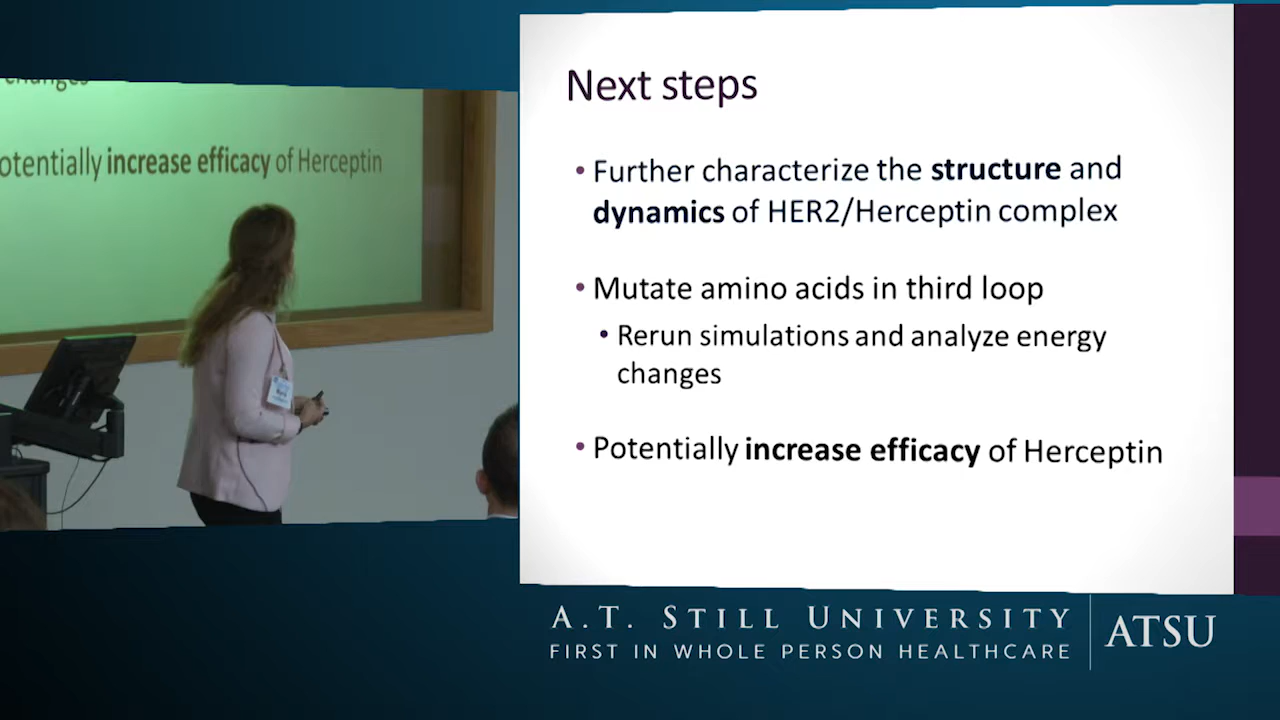 changes
otentially increase efficacy of Herceptin
Next steps
• Further characterize the structure and
dynamics of HER2/Herceptin complex
• Mutate amino acids in third loop
• Rerun simulations and analyze energy
changes
• Potentially increase efficacy of Herceptin
A.T. STILL UNIVERSITY
FIRST IN WHOLE PERSON HEALTHCARE
ATSU